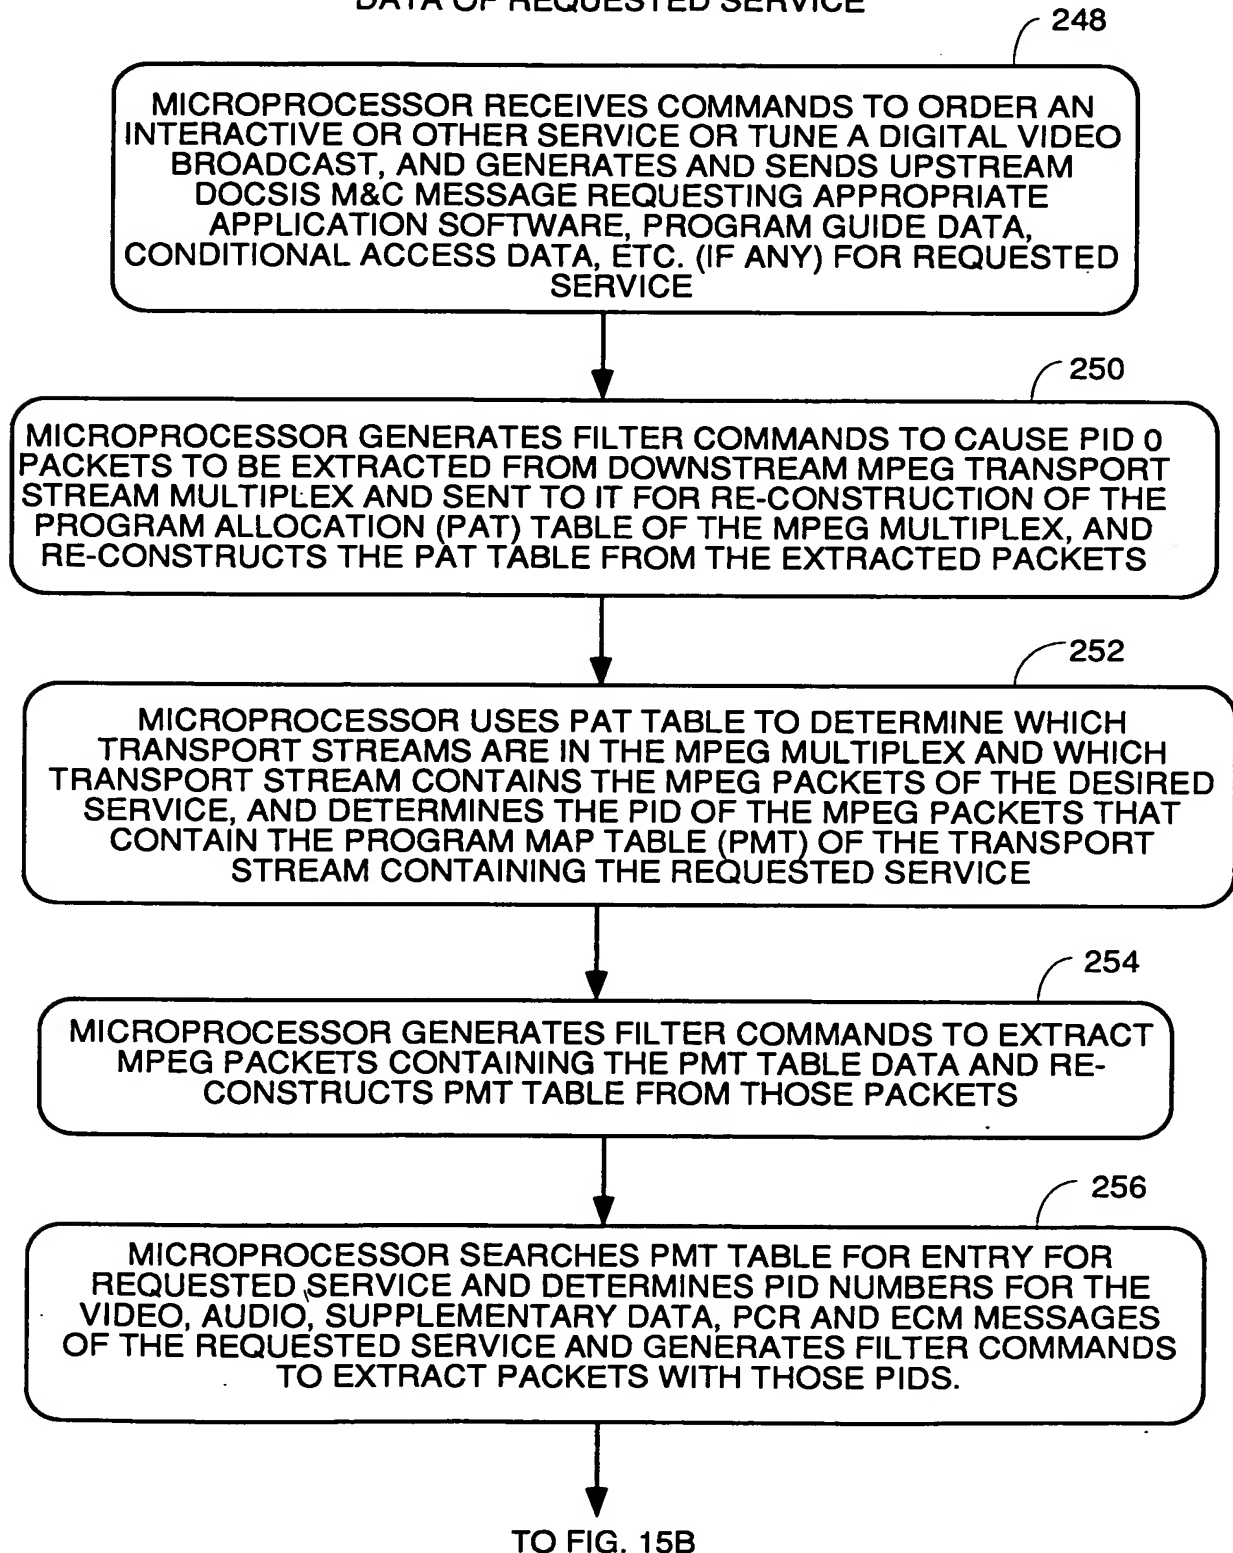 DATA OF REQUESTED SERVICE
248
MICROPROCESSOR RECEIVES COMMANDS TO ORDER AN
INTERACTIVE OR OTHER SERVICE OR TUNE A DIGITAL VIDEO
BROADCAST, AND GENERATES AND SENDS UPSTREAM
DOCSIS M&C MESSAGE REQUESTING APPROPRIATE
APPLICATION SOFTWARE, PROGRAM GUIDE DATA,
CONDITIONAL ACCESS DATA, ETC. (IF ANY) FOR REQUESTED
SERVICE
250
MICROPROCESSOR GENERATES FILTER COMMANDS TO CAUSE PID 0
PACKETS TO BE EXTRACTED FROM DOWNSTREAM MPEG TRANSPORT
STREAM MULTIPLEX AND SENT TO IT FOR RE-CONSTRUCTION OF THE
PROGRAM ALLOCATION (PAT) TABLE OF THE MPEG MULTIPLEX, AND
RE-CONSTRUCTS THE PAT TABLE FROM THE EXTRACTED PACKETS
252
MICROPROCESSOR USES PAT TABLE TO DETERMINE WHICH
TRANSPORT STREAMS ARE IN THE MPEG MULTIPLEX AND WHICH
TRANSPORT STREAM CONTAINS THE MPEG PACKETS OF THE DESIRED
SERVICE, AND DETERMINES THE PID OF THE MPEG PACKETS THAT
CONTAIN THE PROGRAM MAP TABLE (PMT) OF THE TRANSPORT
STREAM CONTAINING THE REQUESTED SERVICE
254
MICROPROCESSOR GENERATES FILTER COMMANDS TO EXTRACT
MPEG PACKETS CONTAINING THE PMT TABLE DATA AND RE-
CONSTRUCTS PMT TABLE FROM THOSE PACKETS
256
MICROPROCESSOR SEARCHES PMT TABLE FOR ENTRY FOR
REQUESTED SERVICE AND DETERMINES PID NUMBERS FOR THE
VIDEO, AUDIO, SUPPLEMENTARY DATA, PCR AND ECM MESSAGES
OF THE REQUESTED SERVICE AND GENERATES FILTER COMMANDS
TO EXTRACT PACKETS WITH THOSE PIDS.
TO FIG. 15B